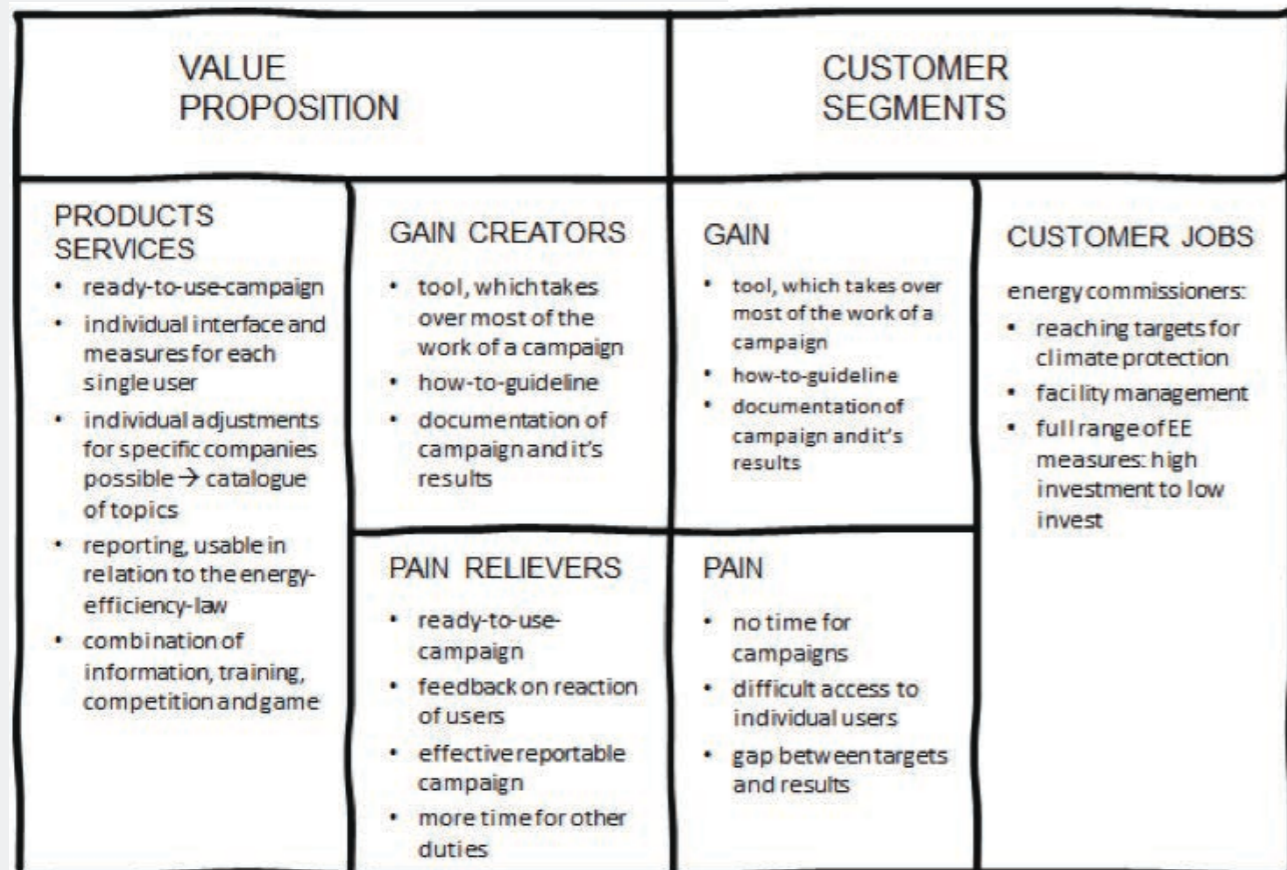 VALUE
PROPOSITION
CUSTOMER
SEGMENTS
PRODUCTS
SERVICES
• ready-to-use-campaign
• individual interface and
measures for each
single user
• individual adjustments
for specific companies
possible → catalogue
of topics
• reporting, usable in
relation to the energy-
efficiency-law
• combination of
information, training,
competition and game
GAIN CREATORS
• tool, which takes
over most of the
work of a campaign
• how-to-guideline
• documentation of
campaign and it's
results
PAIN RELIEVERS
• ready-to-use-
campaign
• feedback on reaction
of users
• effective reportable
campaign
• more time for other
duties
GAIN
• tool, which takes over
most of the work of a
campaign
• how-to-guideline
• documentation of
campaign and it's
results
PAIN
• no time for
campaigns
• difficult access to
individual users
• gap between targets
and results
CUSTOMER JOBS
energy commissioners:
• reaching targets for
climate protection
• facility management
• full range of EE
measures: high
investment to low
invest